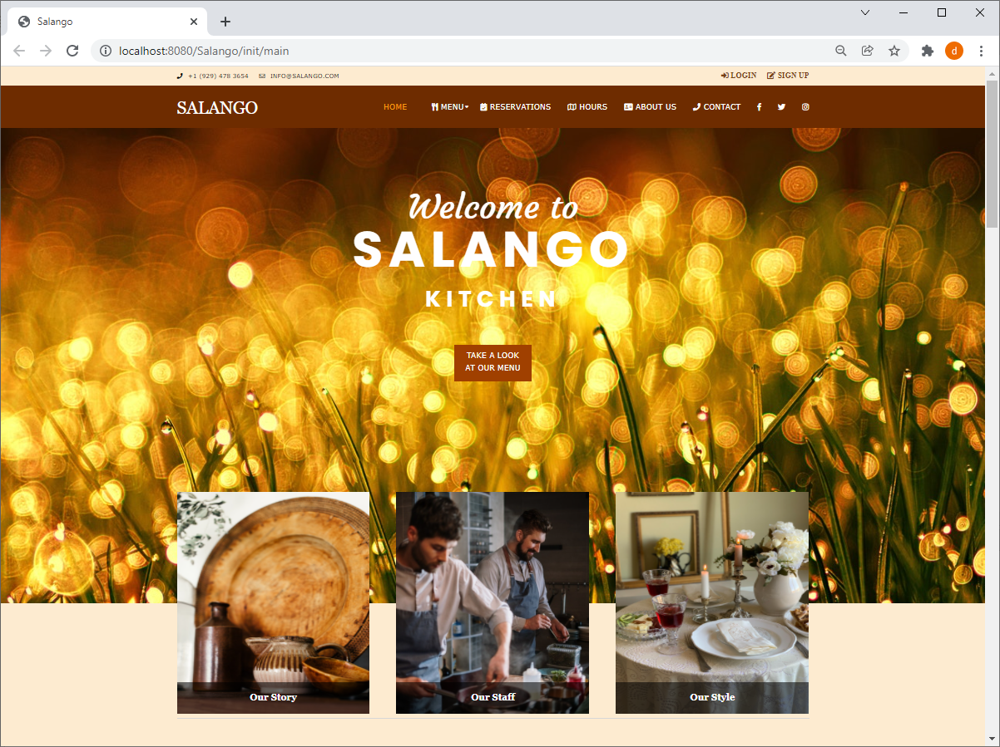 Salango
localhost:8080/Salango/init/main
d
+1 (929) 478 3654 INFO@SALANGO.COM LOGIN SIGN UP
SALANGO HOME MENU RESERVATIONS HOURS ABOUT US CONTACT
Welcome to
SALANGO
KITCHEN
TAKE A LOOK
AT OUR MENU
Our Story Our Staff Our Style